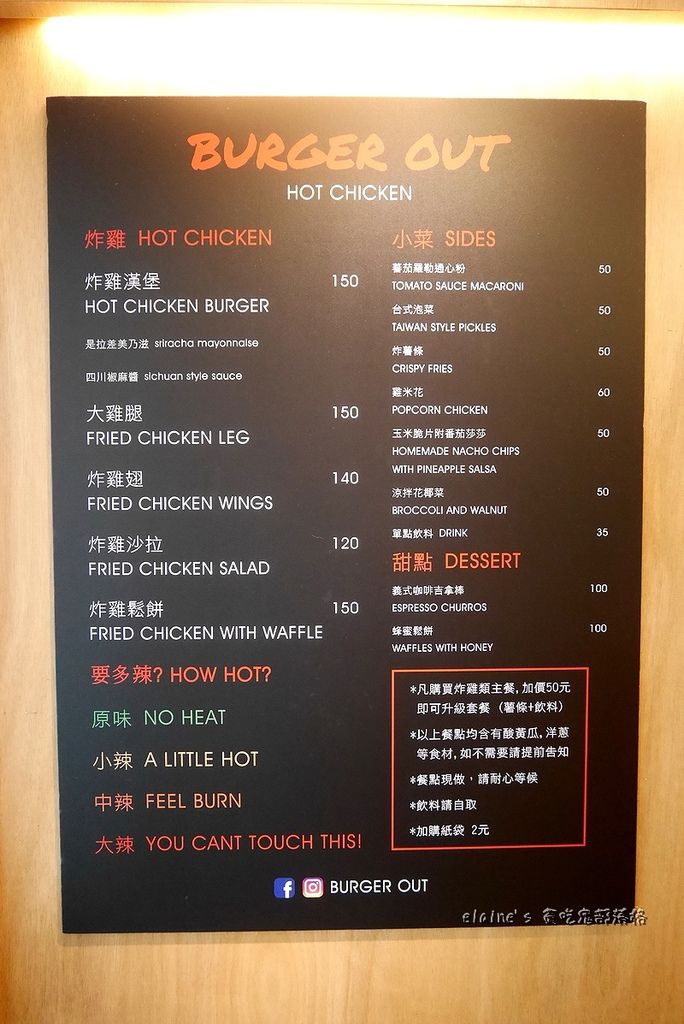 BURGER OUT
HOT CHICKEN
炸雞 HOT CHICKEN
炸雞漢堡 150
HOT CHICKEN BURGER
是拉差美乃滋 sriracha mayonnaise
四川椒麻醬 sichuan style sauce
大雞腿 150
FRIED CHICKEN LEG
炸雞翅 140
FRIED CHICKEN WINGS
炸雞沙拉 120
FRIED CHICKEN SALAD
炸雞鬆餅 150
FRIED CHICKEN WITH WAFFLE
要多辣? HOW HOT?
原味 NO HEAT
小辣 A LITTLE HOT
中辣 FEEL BURN
大辣 YOU CANT TOUCH THIS!
小菜 SIDES
蕃茄羅勒通心粉 50
TOMATO SAUCE MACARONI
台式泡菜 50
TAIWAN STYLE PICKLES
炸薯條 50
CRISPY FRIES
雞米花 60
POPCORN CHICKEN
玉米脆片附番茄莎莎 50
HOMEMADE NACHO CHIPS
WITH PINEAPPLE SALSA
涼拌花椰菜 50
BROCCOLI AND WALNUT
單點飲料 DRINK 35
甜點 DESSERT
義式咖啡吉拿棒 100
ESPRESSO CHURROS
蜂蜜鬆餅 100
WAFFLES WITH HONEY
*凡購買炸雞類主餐,加價50元
即可升級套餐 (薯條+飲料)
*以上餐點均含有酸黃瓜,洋蔥
等食材,如不需要請提前告知
*餐點現做,請耐心等候
*飲料請自取
*加購紙袋 2元
BURGER OUT
elaine's 貪吃鬼部落格